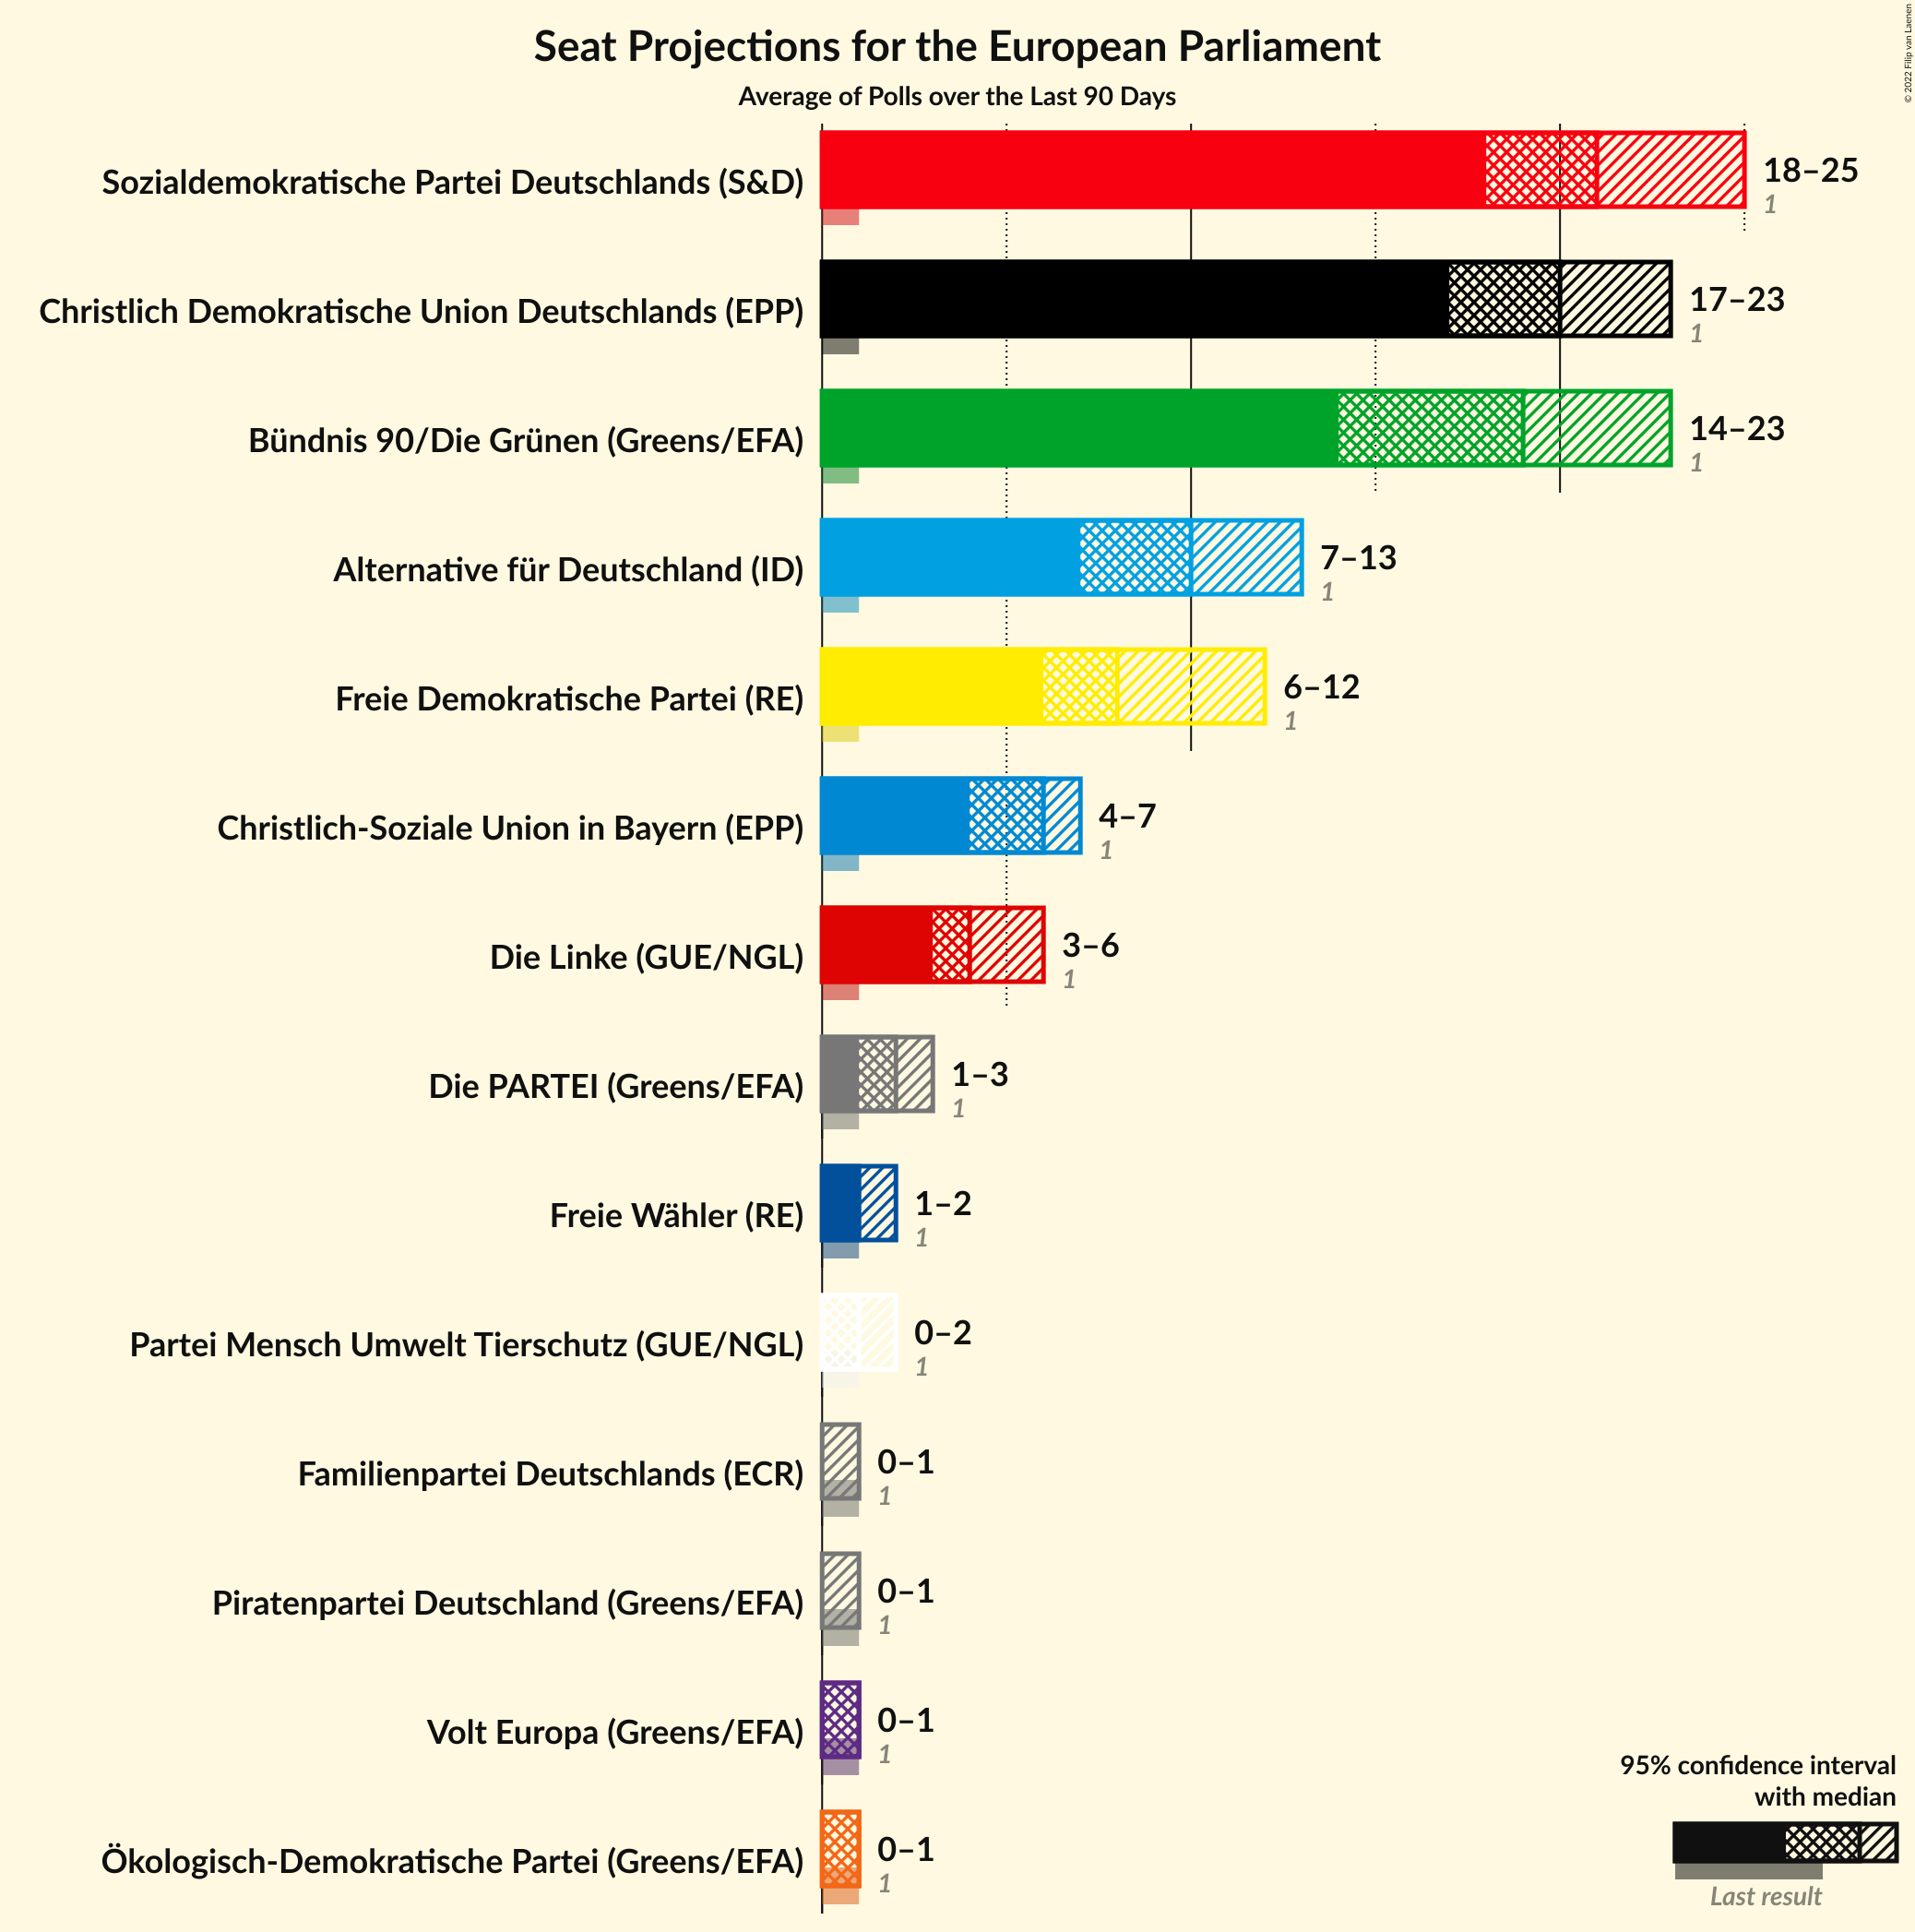 Seat Projections for the European Parliament
Average of Polls over the Last 90 Days
© 2022 Filip van Laenen
Sozialdemokratische Partei Deutschlands (S&D)
18–25
1
Christlich Demokratische Union Deutschlands (EPP)
17–23
1
Bündnis 90/Die Grünen (Greens/EFA)
14–23
1
Alternative für Deutschland (ID)
7–13
1
Freie Demokratische Partei (RE)
6–12
1
Christlich-Soziale Union in Bayern (EPP)
4–7
1
Die Linke (GUE/NGL)
3–6
1
Die PARTEI (Greens/EFA)
1–3
1
Freie Wähler (RE)
1–2
1
Partei Mensch Umwelt Tierschutz (GUE/NGL)
0–2
1
Familienpartei Deutschlands (ECR)
0–1
1
Piratenpartei Deutschland (Greens/EFA)
0–1
1
Volt Europa (Greens/EFA)
0–1
1
Ökologisch-Demokratische Partei (Greens/EFA)
0–1
1
95% confidence interval
with median
Last result